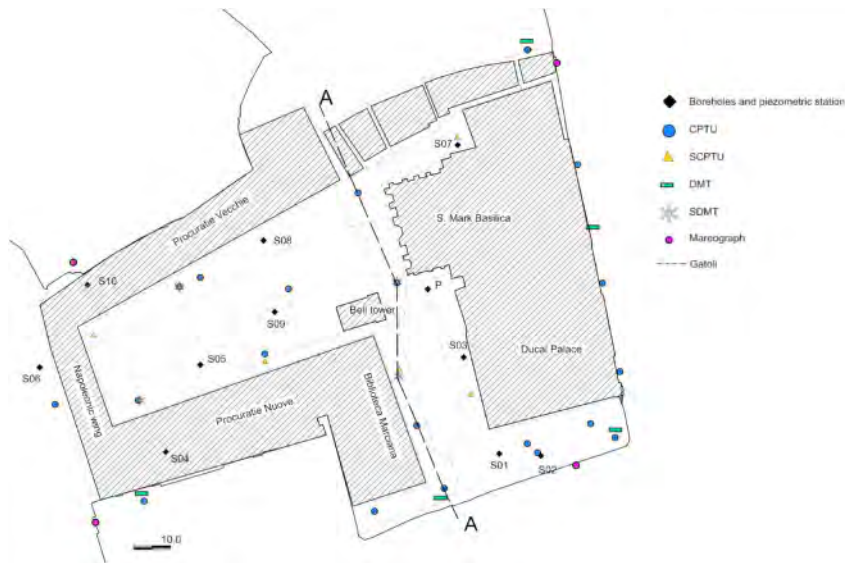 A
Boreholes and piezometric station
CPTU
SCPTU
DMT
SDMT
Mareograph
Gatoli
S07
Procuratie Vecchie
S. Mark Basilica
S08
S10
P
S09
Bell tower
S03
Ducal Palace
S05
S06
Napoleonic wing
Procuratie Nuove
Biblioteca Marciana
S04
S01
S02
A
10.0